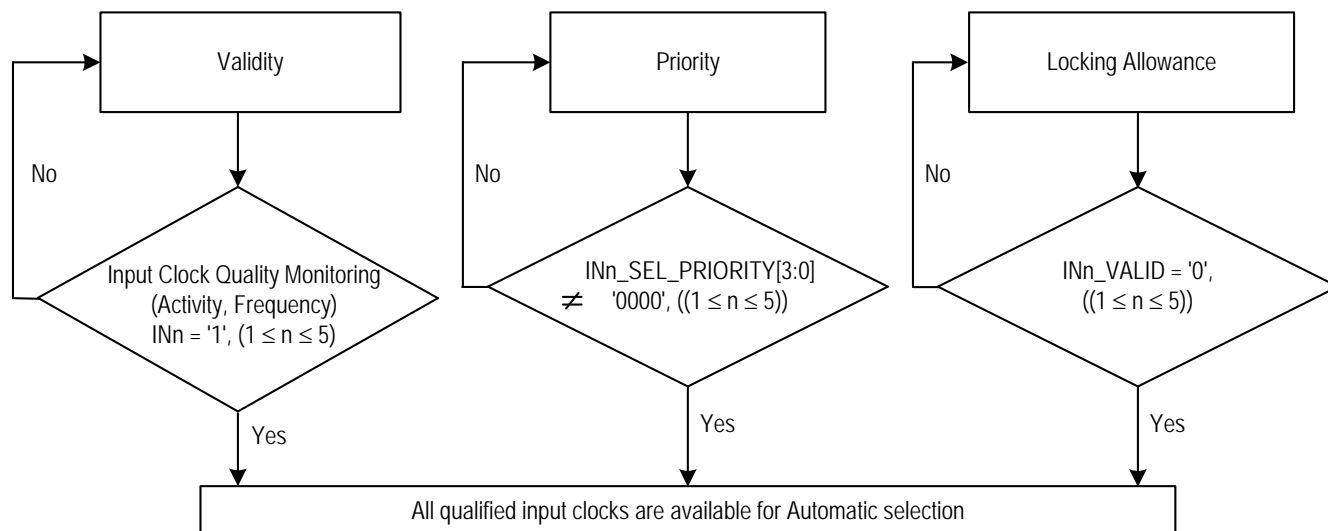 Validity
No
Input Clock Quality Monitoring
(Activity, Frequency)
INn = '1', (1 ≤ n ≤ 5)
Yes
Priority
No
INn_SEL_PRIORITY[3:0]
≠ '0000', ((1 ≤ n ≤ 5))
Yes
Locking Allowance
No
INn_VALID = '0',
((1 ≤ n ≤ 5))
Yes
All qualified input clocks are available for Automatic selection